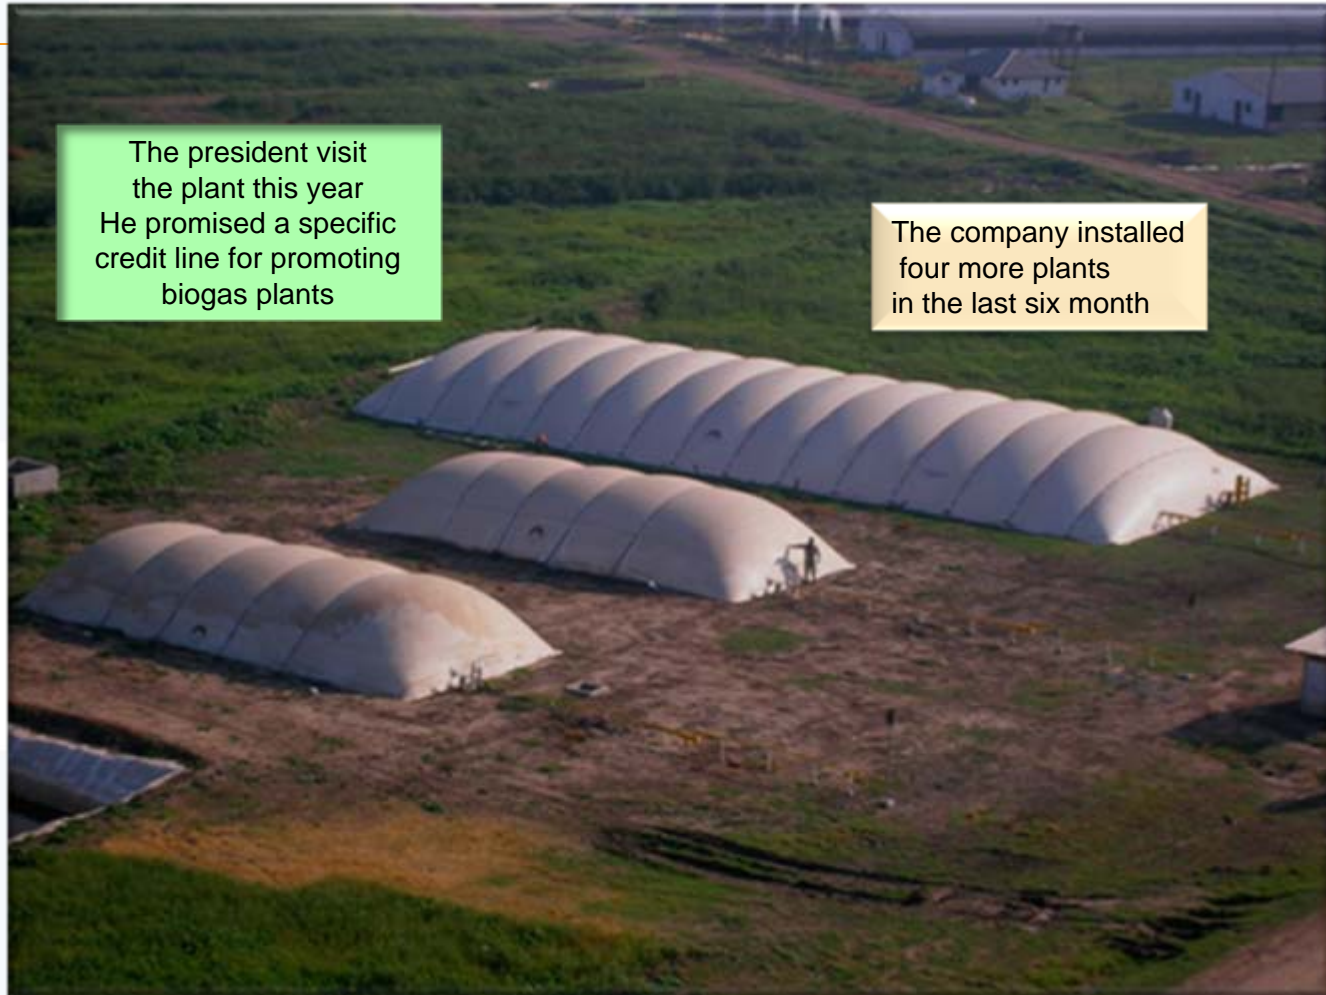 The president visit
the plant this year
He promised a specific
credit line for promoting
biogas plants
The company installed
four more plants
in the last six month